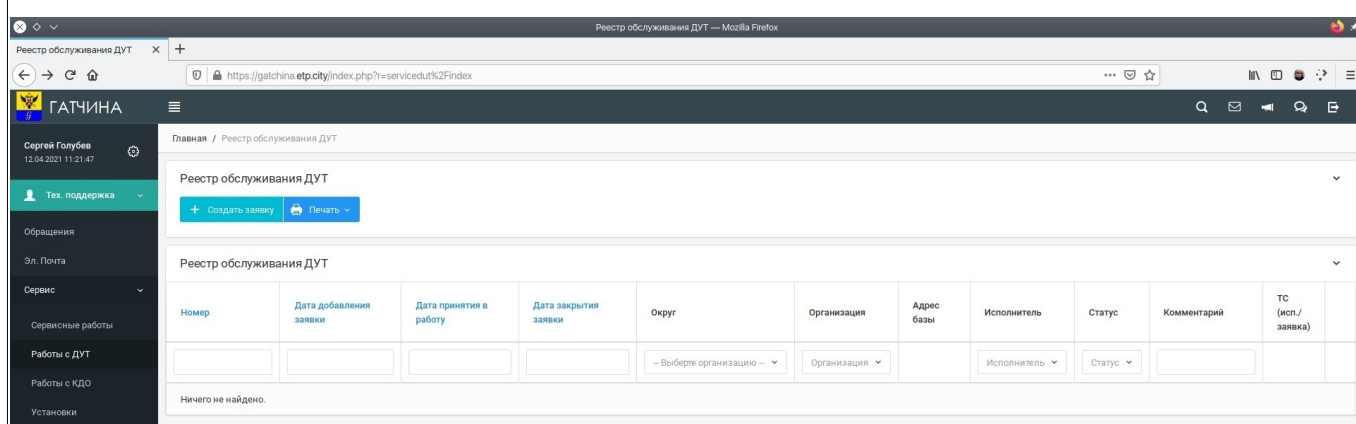 Реестр обслуживания ДУТ — Mozilla Firefox
Реестр обслуживания ДУТ
https://gatchina.etp.city/index.php?r=servicedut%2Findex
ГАТЧИНА
Сергей Голубев
12.04.2021 11:21:47
Тех. поддержка
Обращения
Эл. Почта
Сервис
Сервисные работы
Работы с ДУТ
Работы с КДО
Установки
Главная / Реестр обслуживания ДУТ
Реестр обслуживания ДУТ
+ Создать заявку Печать
Реестр обслуживания ДУТ
Номер
Дата добавления
заявки
Дата принятия в
работу
Дата закрытия
заявки
Округ
Организация
Адрес
базы
Исполнитель
Статус
Комментарий
ТС
(исп./
заявка)
-- Выберте организацию -- Организация Исполнитель Статус
Ничего не найдено.